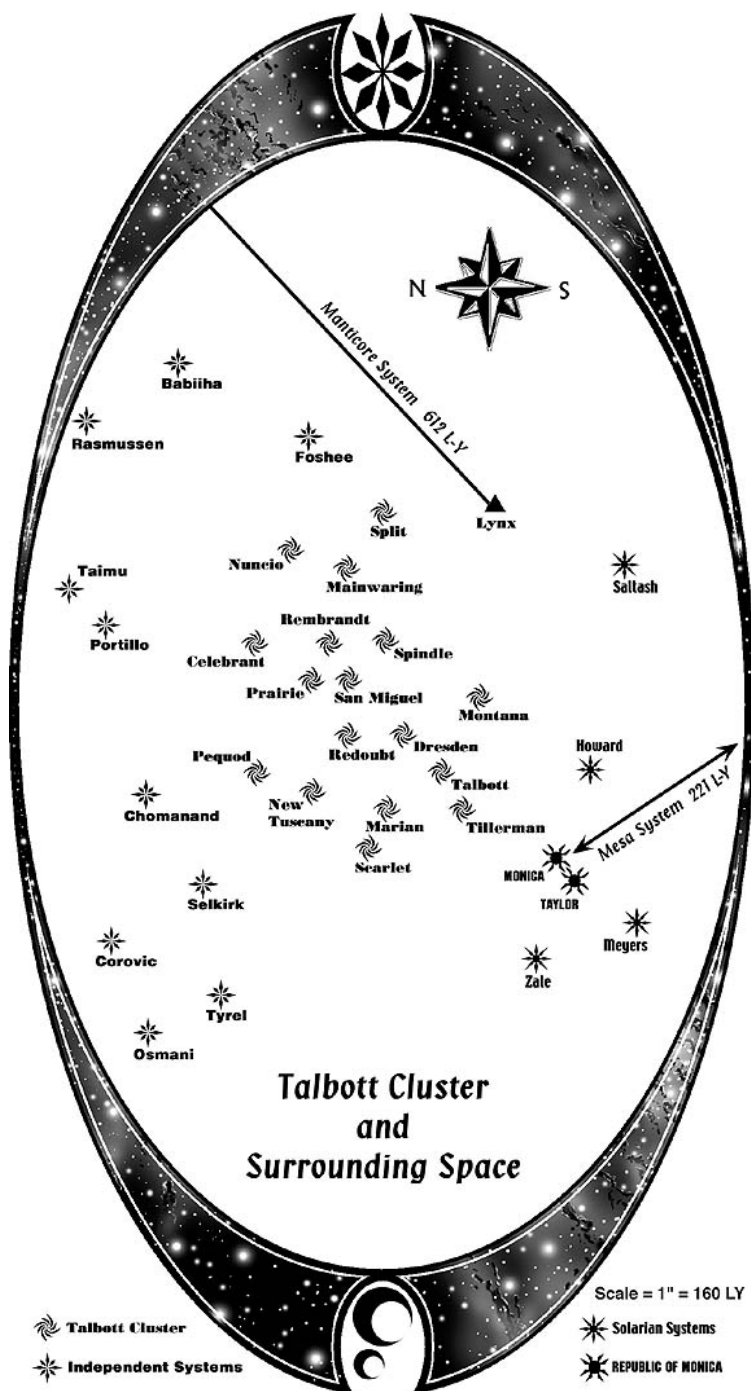 N
S
Manticore System 612 L-Y
Babiiha
Rasmussen
Foshee
Lynx
Split
Nuncio
Mainwaring
Taimu
Saltash
Portillo
Rembrandt
Celebrant
Spindle
Prairie
San Miguel
Montana
Redoubt
Dresden
Howard
Pequod
Talbott
Mesa System 221 L-Y
Chomanand
New
Tuscany
Marian
Tillerman
Scarlet
MONICA
TAYLOR
Selkirk
Meyers
Corovic
Zale
Tyrel
Osmani
Talbott Cluster
and
Surrounding Space
Scale = 1" = 160 LY
Talbott Cluster
Solarian Systems
Independent Systems
REPUBLIC OF MONICA